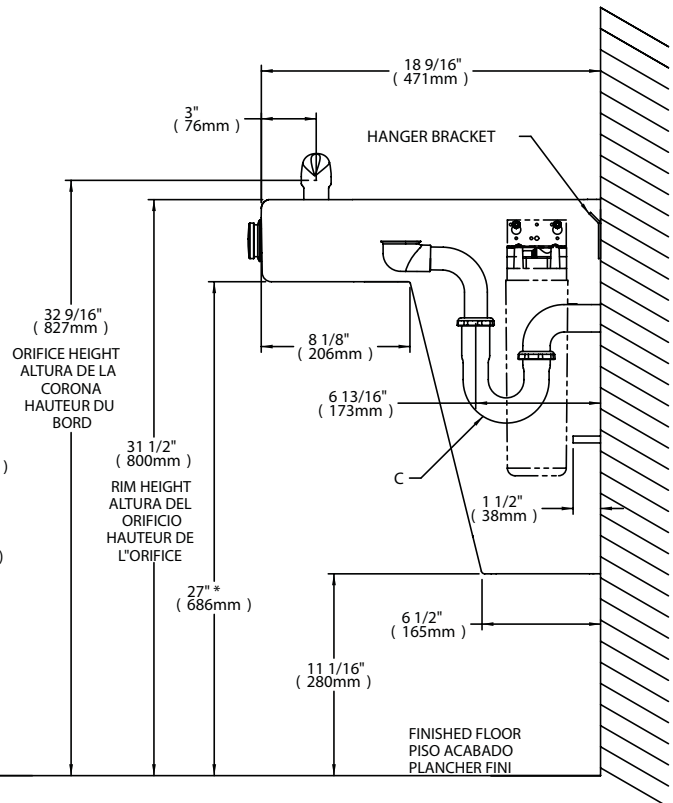 18 9/16"
( 471mm )
3"
( 76mm )
HANGER BRACKET
32 9/16"
( 827mm )
ORIFICE HEIGHT
ALTURA DE LA
CORONA
HAUTEUR DU
BORD
8 1/8"
( 206mm )
6 13/16"
( 173mm )
)
31 1/2"
( 800mm )
RIM HEIGHT
ALTURA DEL
ORIFICIO
HAUTEUR DE
L"ORIFICE
C
1 1/2"
( 38mm )
)
27" *
( 686mm )
6 1/2"
( 165mm )
11 1/16"
( 280mm )
FINISHED FLOOR
PISO ACABADO
PLANCHER FINI